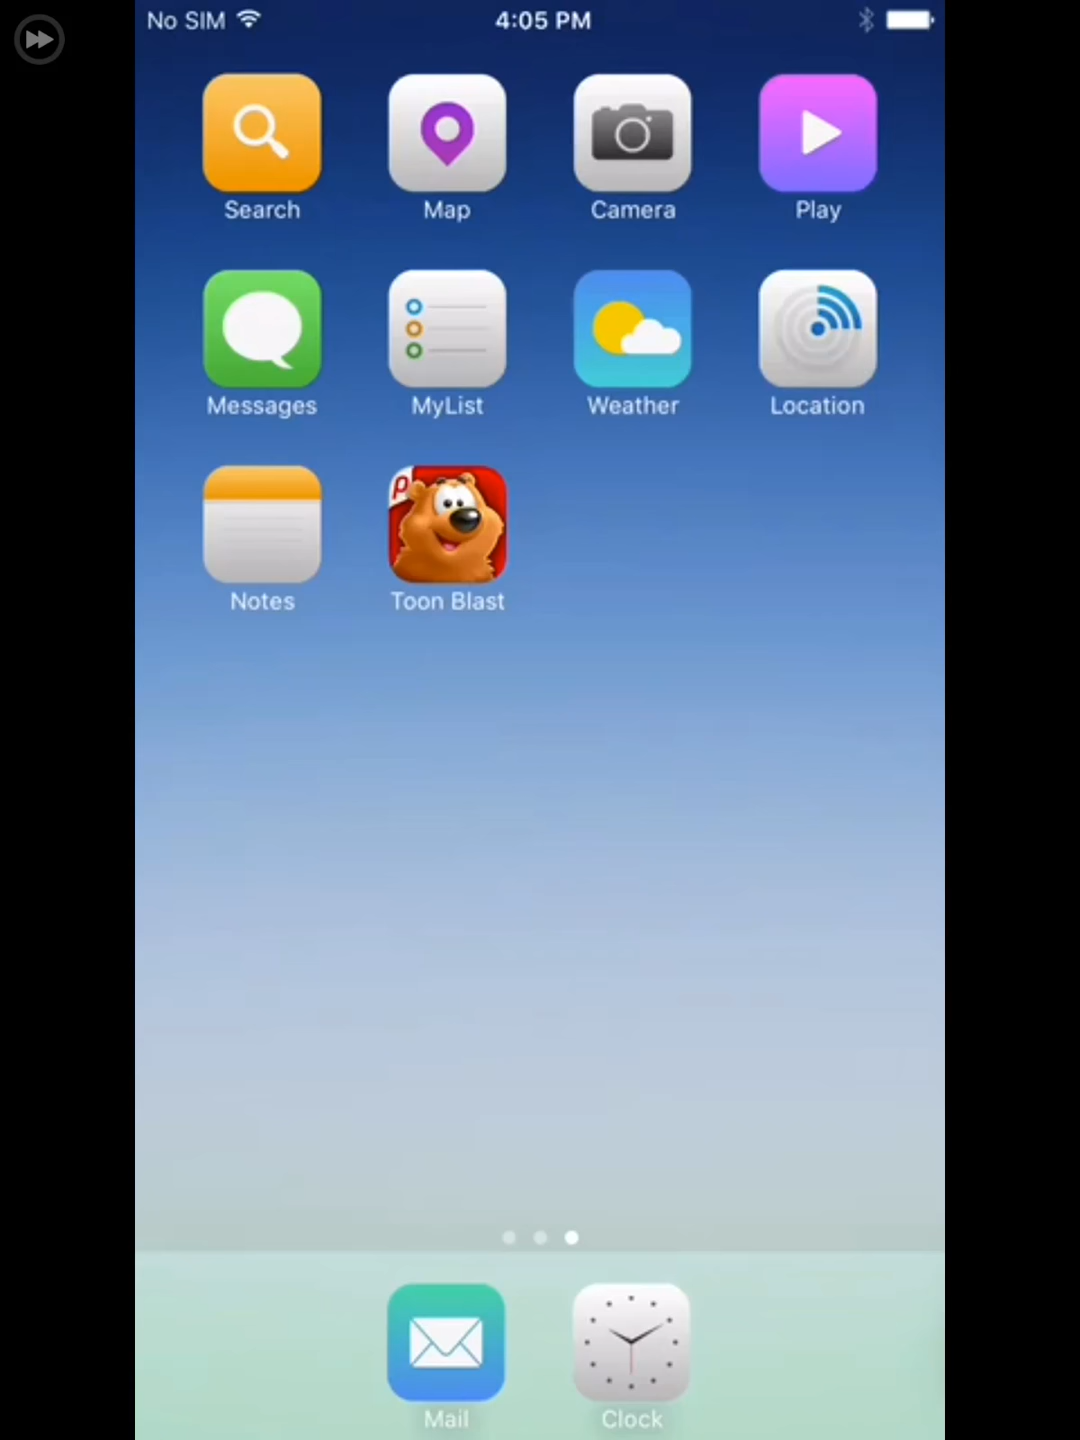 No SIM 4:05 PM
Search Map Camera Play
Messages MyList Weather Location
Notes Toon Blast
Mail Clock